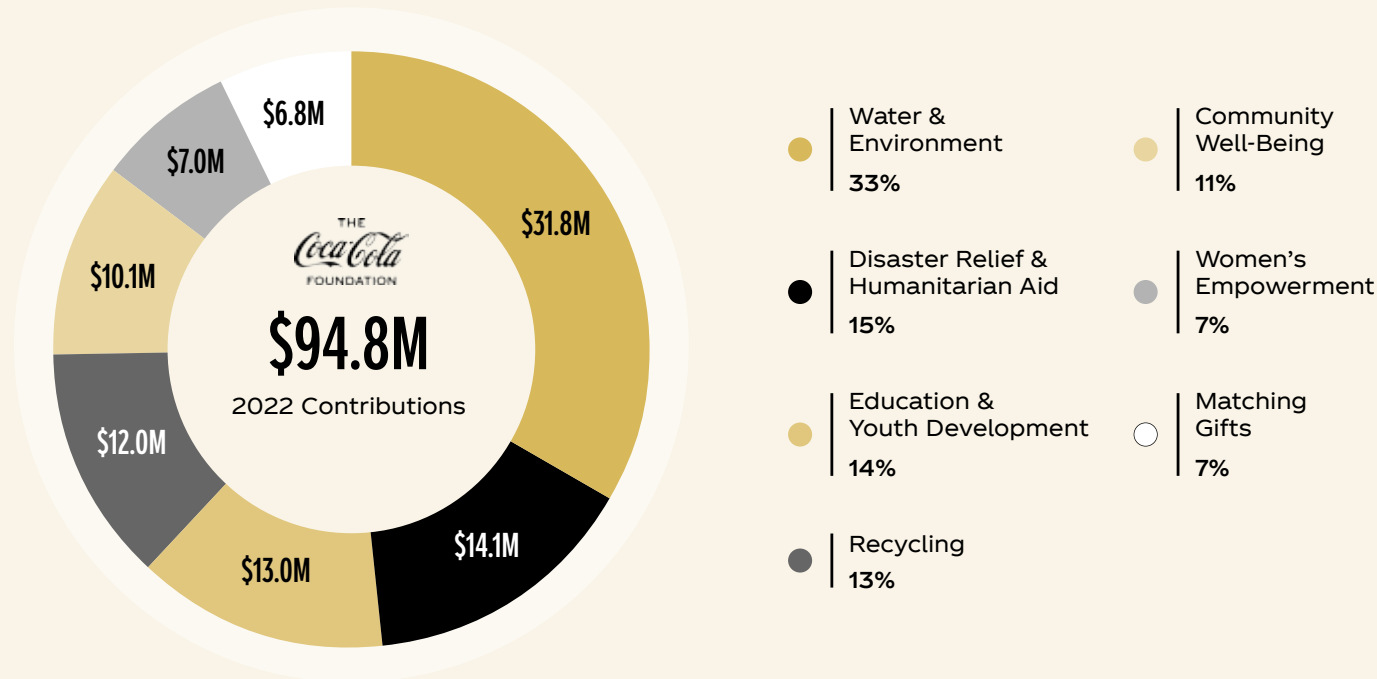 $6.8M
$7.0M
$31.8M
$10.1M
$12.0M
$13.0M
$14.1M
THE
Coca-Cola
FOUNDATION
$94.8M
2022 Contributions
Water &
Environment
33%
Disaster Relief &
Humanitarian Aid
15%
Education &
Youth Development
14%
Recycling
13%
Community
Well-Being
11%
Women’s
Empowerment
7%
Matching
Gifts
7%